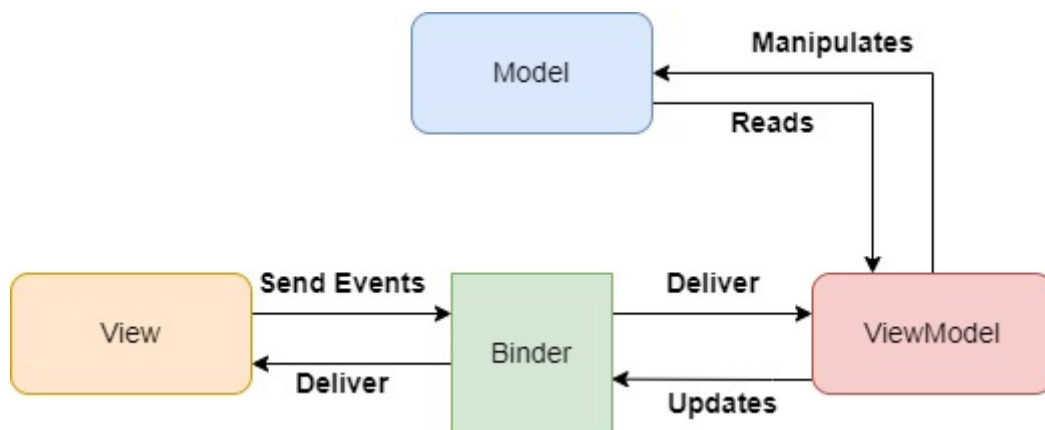 Manipulates
Model
Reads
Send Events
Deliver
View
Binder
ViewModel
Deliver
Updates